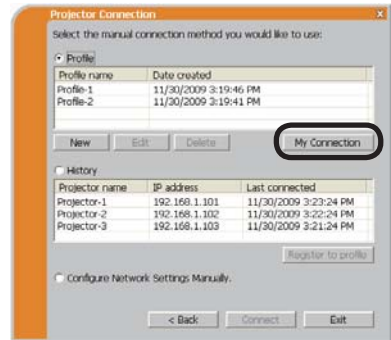 Projector Connection
Select the manual connection method you would like to use:
Profile
Profile name Date created
Profile-1 11/30/2009 3:19:46 PM
Profile-2 11/30/2009 3:19:41 PM
New Edit Delete My Connection
History
Projector name IP address Last connected
Projector-1 192.168.1.101 11/30/2009 3:23:24 PM
Projector-2 192.168.1.102 11/30/2009 3:22:24 PM
Projector-3 192.168.1.103 11/30/2009 3:21:24 PM
Register to profile
Configure Network Settings Manually.
< Back Connect Exit